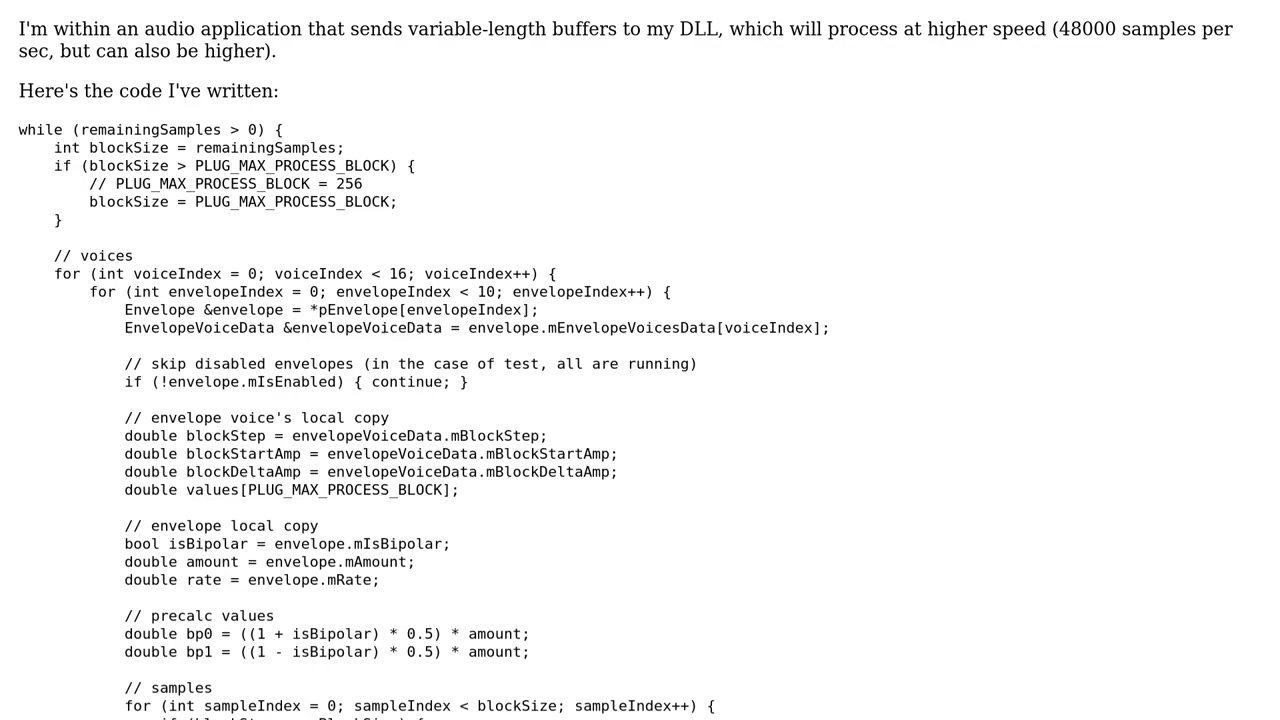 I'm within an audio application that sends variable-length buffers to my DLL, which will process at higher speed (48000 samples per
sec, but can also be higher).
Here's the code I've written:
while (remainingSamples > 0) {
    int blockSize = remainingSamples;
    if (blockSize > PLUG_MAX_PROCESS_BLOCK) {
        // PLUG_MAX_PROCESS_BLOCK = 256
        blockSize = PLUG_MAX_PROCESS_BLOCK;
    }
    // voices
    for (int voiceIndex = 0; voiceIndex < 16; voiceIndex++) {
        for (int envelopeIndex = 0; envelopeIndex < 10; envelopeIndex++) {
            Envelope &envelope = *pEnvelope[envelopeIndex];
            EnvelopeVoiceData &envelopeVoiceData = envelope.mEnvelopeVoicesData[voiceIndex];
            // skip disabled envelopes (in the case of test, all are running)
            if (!envelope.mIsEnabled) { continue; }
            // envelope voice's local copy
            double blockStep = envelopeVoiceData.mBlockStep;
            double blockStartAmp = envelopeVoiceData.mBlockStartAmp;
            double blockDeltaAmp = envelopeVoiceData.mBlockDeltaAmp;
            double values[PLUG_MAX_PROCESS_BLOCK];
            // envelope local copy
            bool isBipolar = envelope.mIsBipolar;
            double amount = envelope.mAmount;
            double rate = envelope.mRate;
            // precalc values
            double bp0 = ((1 + isBipolar) * 0.5) * amount;
            double bp1 = ((1 - isBipolar) * 0.5) * amount;
            // samples
            for (int sampleIndex = 0; sampleIndex < blockSize; sampleIndex++) {